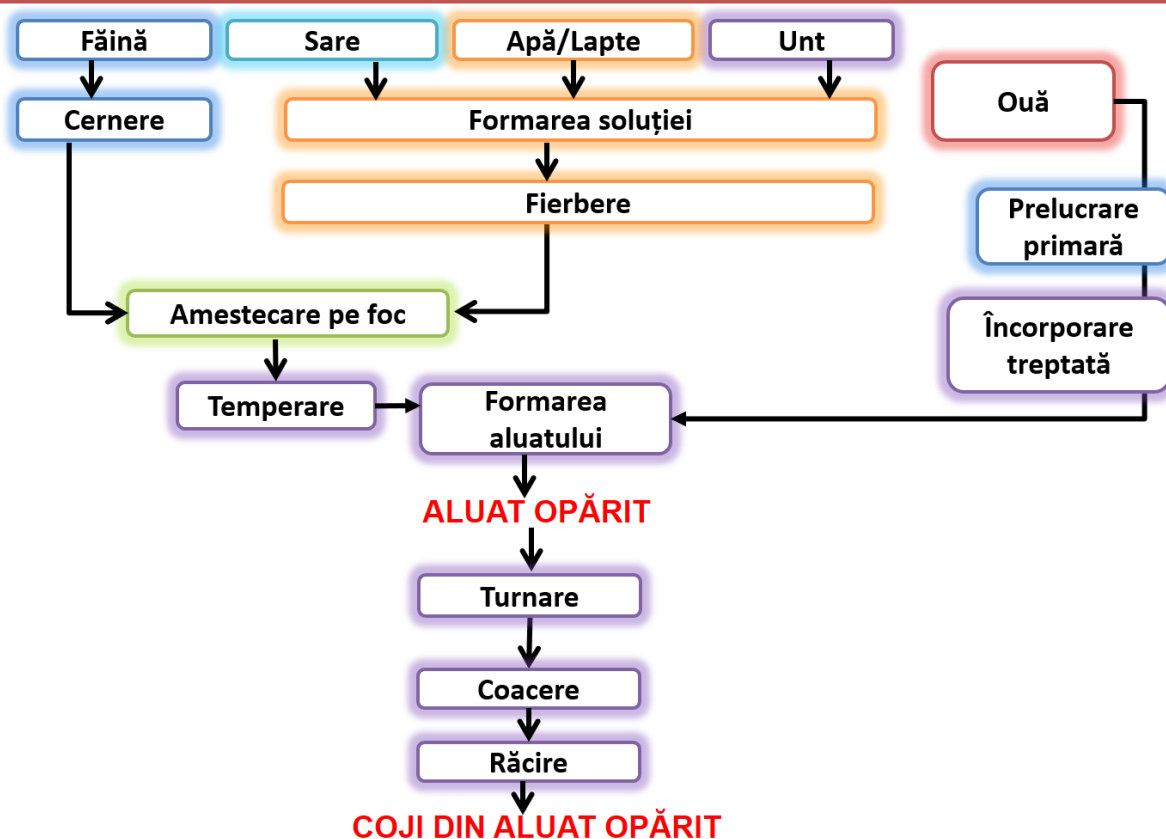 Făină
Sare
Apă/Lapte
Unt
Ouă
Cernere
Formarea soluției
Fierbere
Prelucrare
primară
Amestecare pe foc
Încorporare
treptată
Temperare
Formarea
aluatului
ALUAT OPĂRIT
Turnare
Coacere
Răcire
COJI DIN ALUAT OPĂRIT